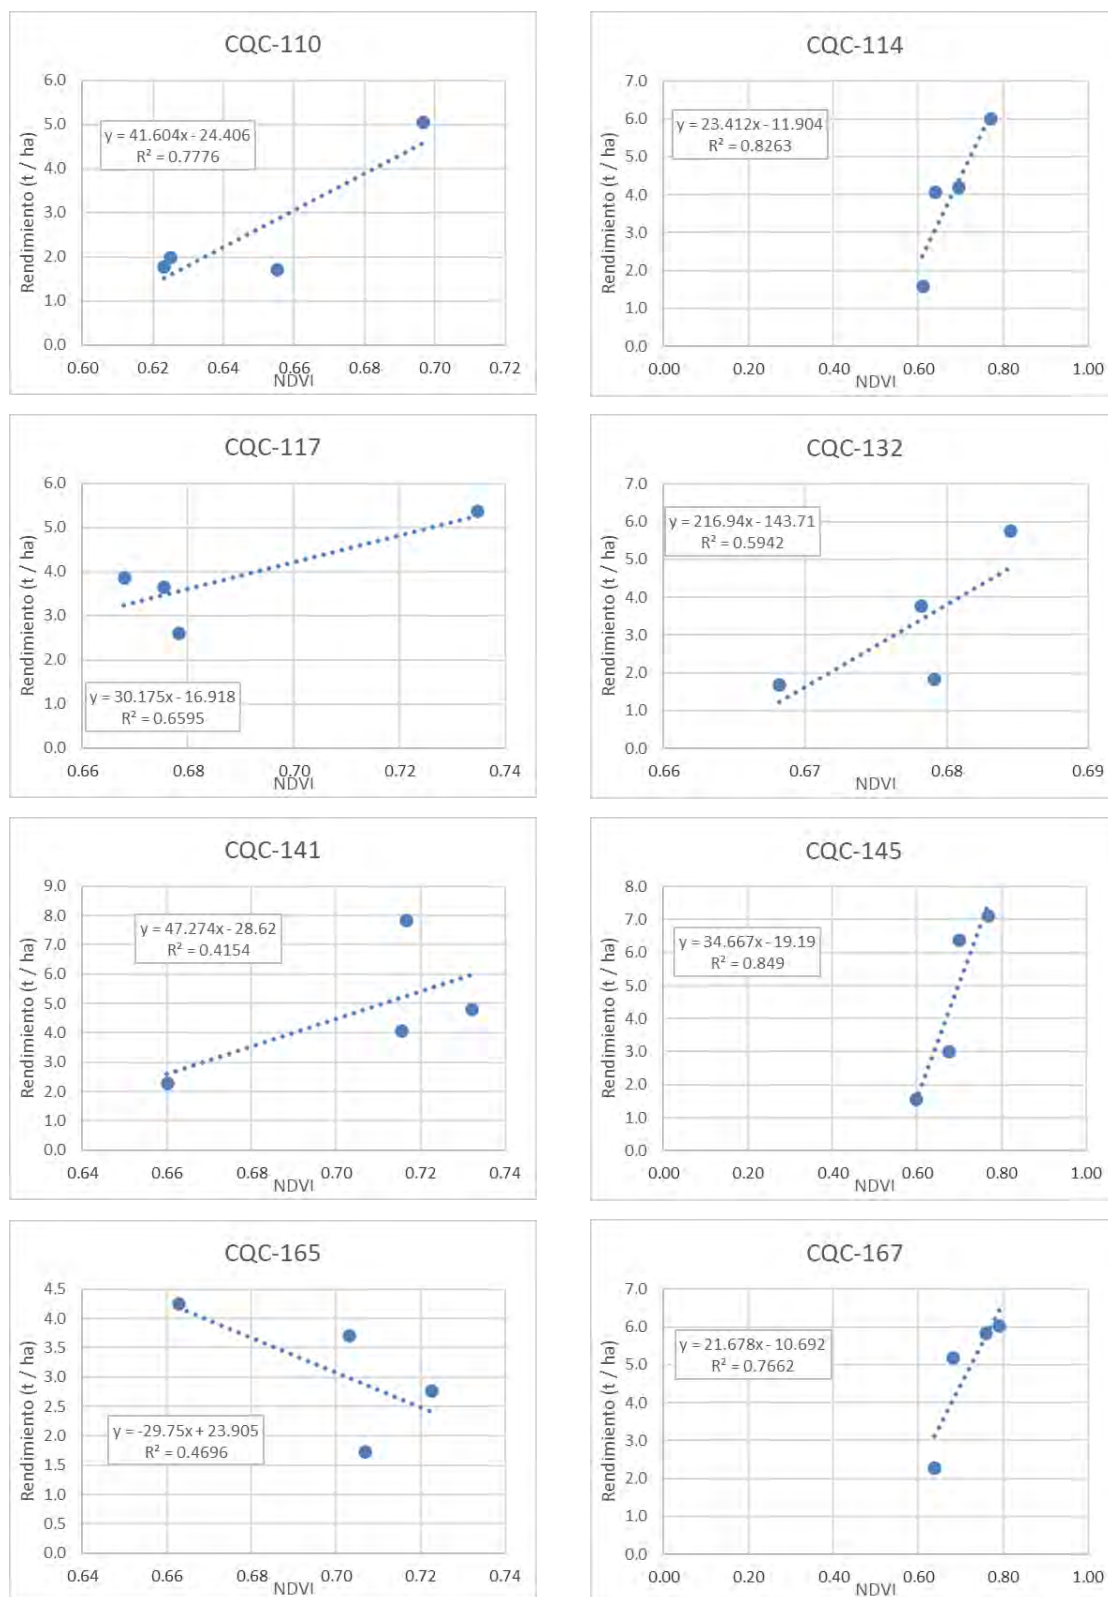 CQC-110
6.0
5.0
4.0
3.0
2.0
1.0
0.0
Rendimiento (t / ha)
y = 41.604x - 24.406
R² = 0.7776
0.60 0.62 0.64 0.66 0.68 0.70 0.72
NDVI
CQC-114
7.0
6.0
5.0
4.0
3.0
2.0
1.0
0.0
Rendimiento (t / ha)
y = 23.412x - 11.904
R² = 0.8263
0.00 0.20 0.40 0.60 0.80 1.00
NDVI
CQC-117
6.0
5.0
4.0
3.0
2.0
1.0
0.0
Rendimiento (t / ha)
y = 30.175x - 16.918
R² = 0.6595
0.66 0.68 0.70 0.72 0.74
NDVI
CQC-132
7.0
6.0
5.0
4.0
3.0
2.0
1.0
0.0
Rendimiento (t / ha)
y = 216.94x - 143.71
R² = 0.5942
0.66 0.67 0.68 0.69
NDVI
CQC-141
9.0
8.0
7.0
6.0
5.0
4.0
3.0
2.0
1.0
0.0
Rendimiento (t / ha)
y = 47.274x - 28.62
R² = 0.4154
0.64 0.66 0.68 0.70 0.72 0.74
NDVI
CQC-145
8.0
7.0
6.0
5.0
4.0
3.0
2.0
1.0
0.0
Rendimiento (t / ha)
y = 34.667x - 19.19
R² = 0.849
0.00 0.20 0.40 0.60 0.80 1.00
NDVI
CQC-165
4.5
4.0
3.5
3.0
2.5
2.0
1.5
1.0
0.5
0.0
Rendimiento (t / ha)
y = -29.75x + 23.905
R² = 0.4696
0.64 0.66 0.68 0.70 0.72 0.74
NDVI
CQC-167
7.0
6.0
5.0
4.0
3.0
2.0
1.0
0.0
Rendimiento (t / ha)
y = 21.678x - 10.692
R² = 0.7662
0.00 0.20 0.40 0.60 0.80 1.00
NDVI